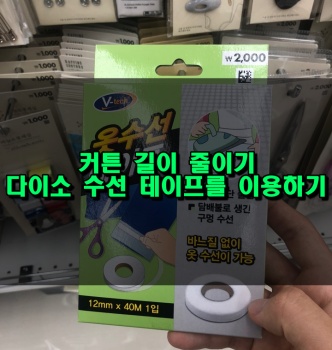 ₩2,000
V-tech
옷수선
커튼 길이 줄이기
다이소 수선 테이프를 이용하기
담배불로 생긴
구멍 수선
바느질 없이
옷 수선이 가능
12mm x 40M 1입